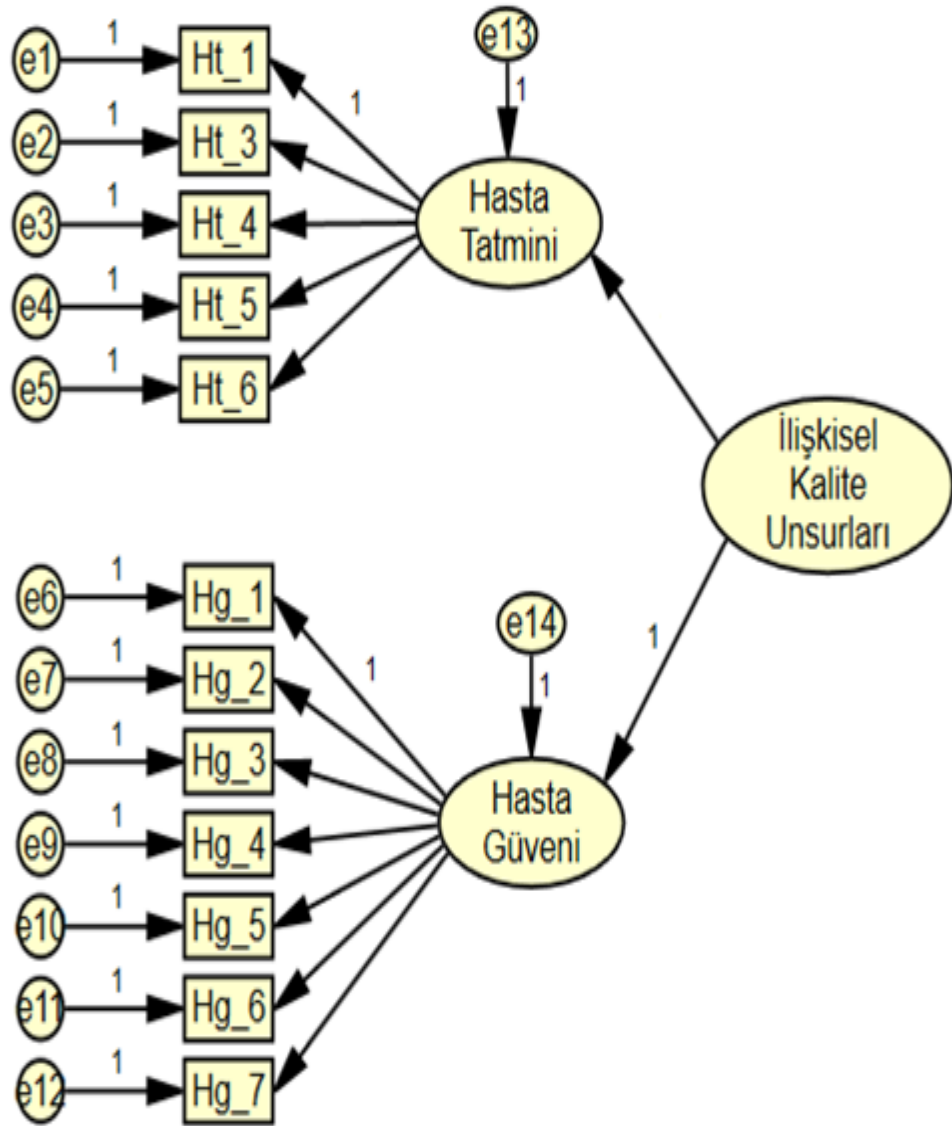 e1 1 Ht_1
e2 1 Ht_3
e3 1 Ht_4
e4 1 Ht_5
e5 1 Ht_6
1
e13
1
Hasta
Tatmini
İlişkisel
Kalite
Unsurları
1
e6 1 Hg_1
e7 1 Hg_2
e8 1 Hg_3
e9 1 Hg_4
e10 1 Hg_5
e11 1 Hg_6
e12 1 Hg_7
1
e14
1
Hasta
Güveni